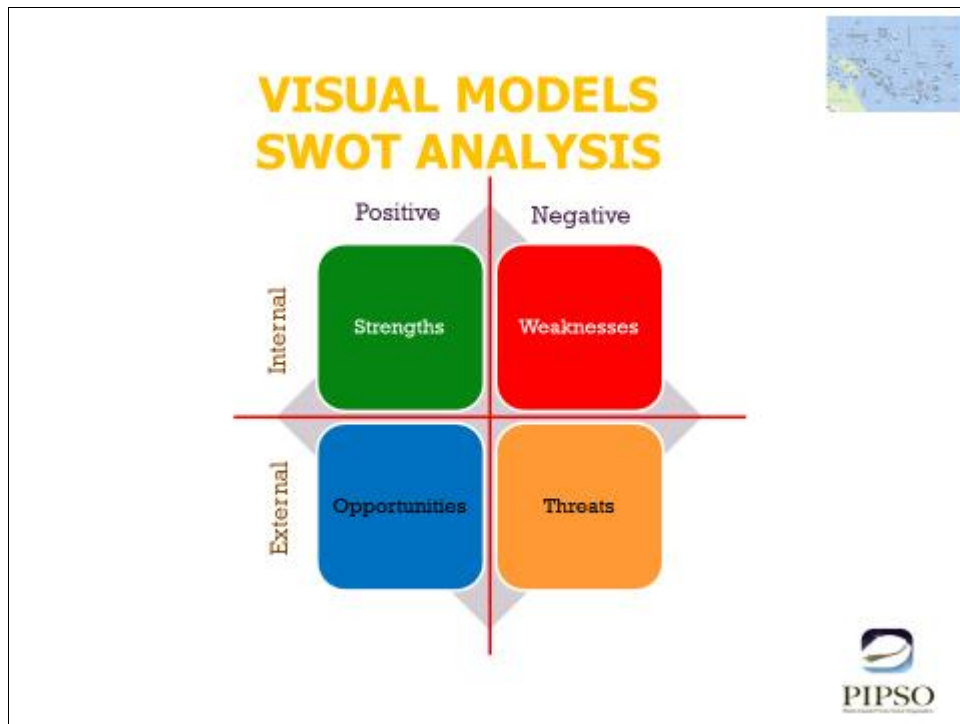 VISUAL MODELS
SWOT ANALYSIS
Positive
Negative
Internal
Strengths
Weaknesses
External
Opportunities
Threats
PIPSO